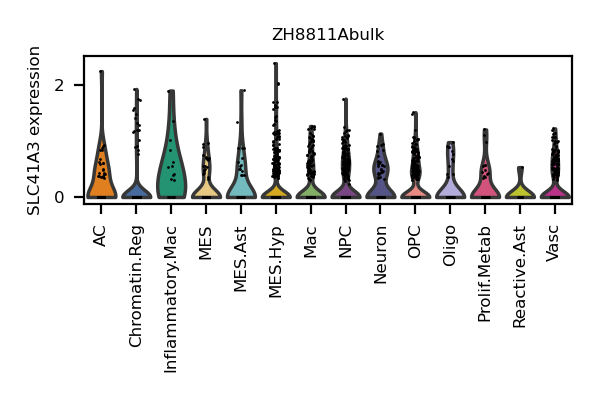 ZH8811Abulk
SLC41A3 expression
2
0
AC
Chromatin.Reg
Inflammatory.Mac
MES
MES.Ast
MES.Hyp
Mac
NPC
Neuron
OPC
Oligo
Prolif.Metab
Reactive.Ast
Vasc